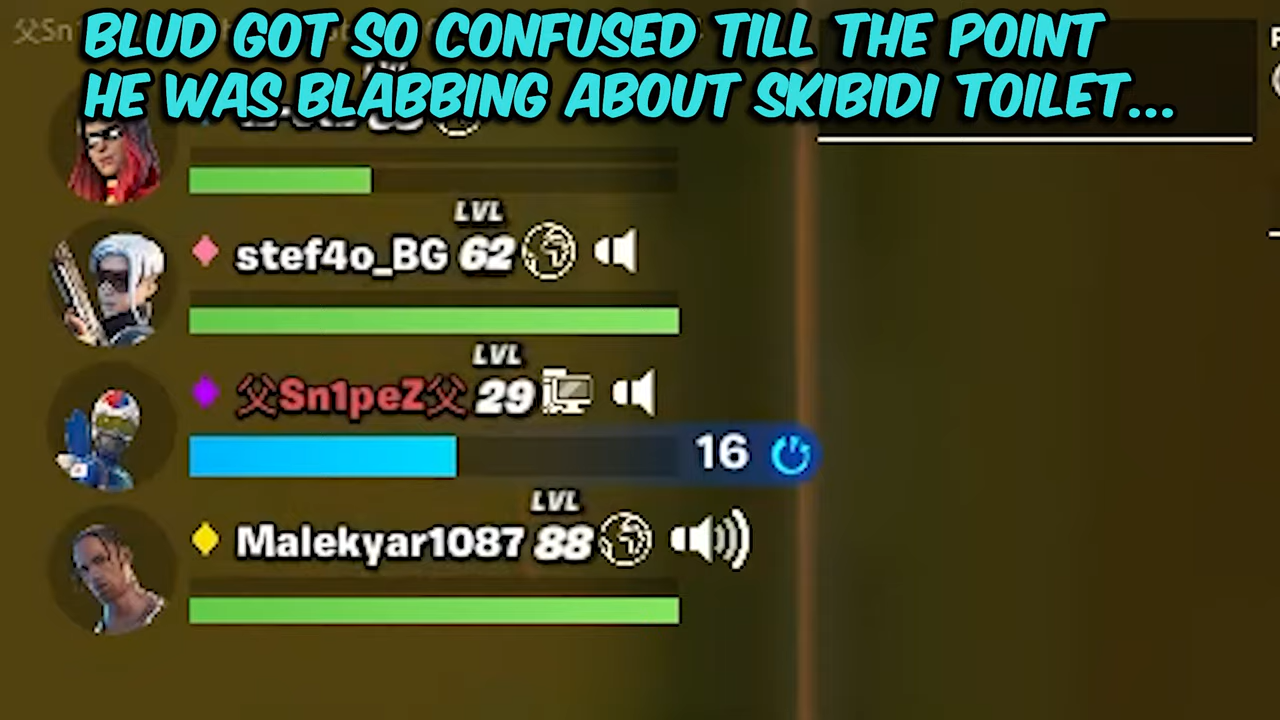 BLUD GOT SO CONFUSED TILL THE POINT
HE WAS BLABBING ABOUT SKIBIDI TOILET...
LVL
stef4o_BG 62
LVL
父Sn1peZ父 29
16
LVL
Malekyar1087 88